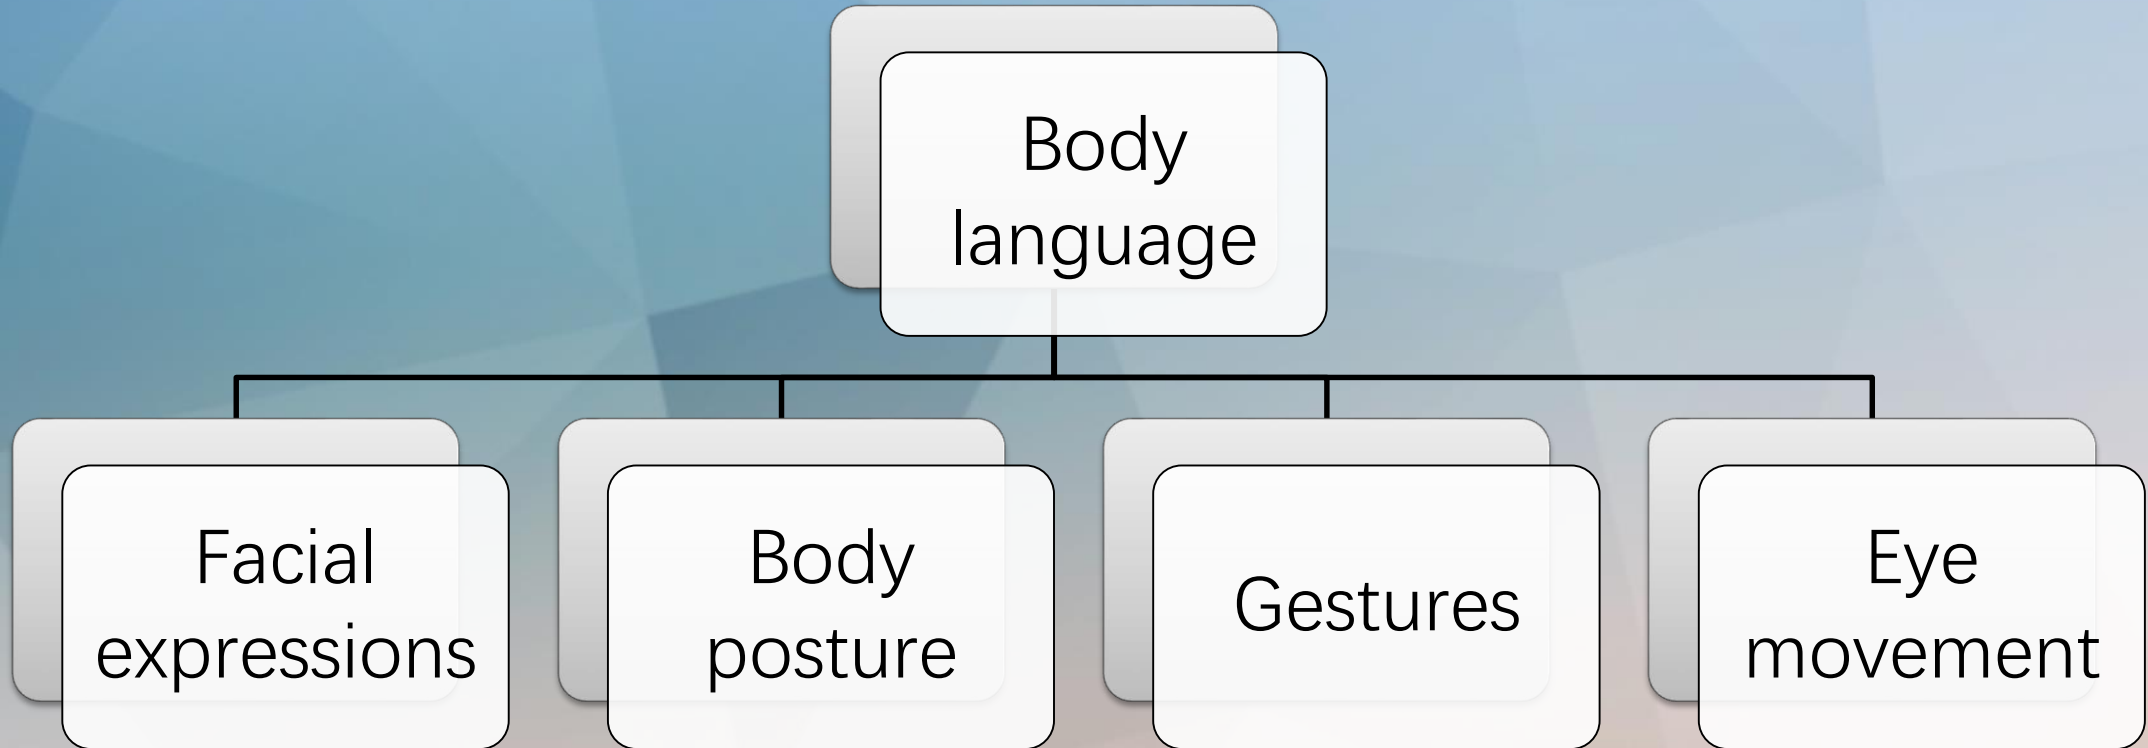 Body
language
Facial
expressions
Body
posture
Gestures
Eye
movement